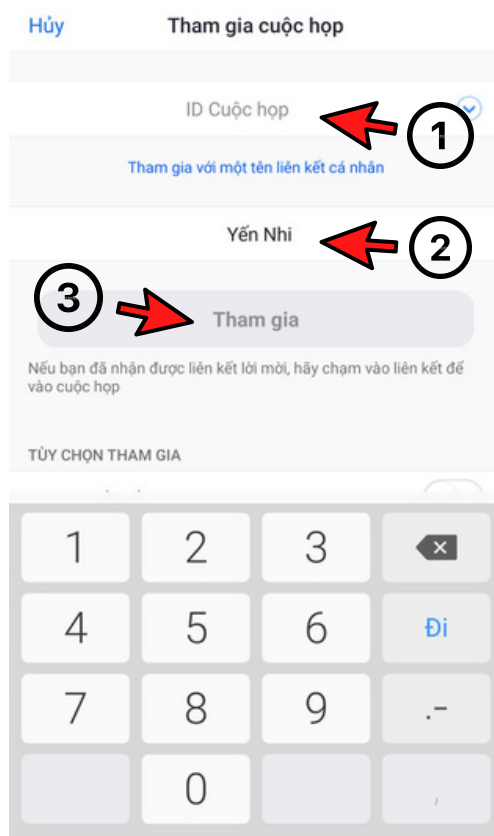 Hủy Tham gia cuộc họp
ID Cuộc họp
1
Tham gia với một tên liên kết cá nhân
Yến Nhi
2
3
Tham gia
Nếu bạn đã nhận được liên kết lời mời, hãy chạm vào liên kết để
vào cuộc họp
TÙY CHỌN THAM GIA
1 2 3
4 5 6 Đi
7 8 9 .-
0 ,